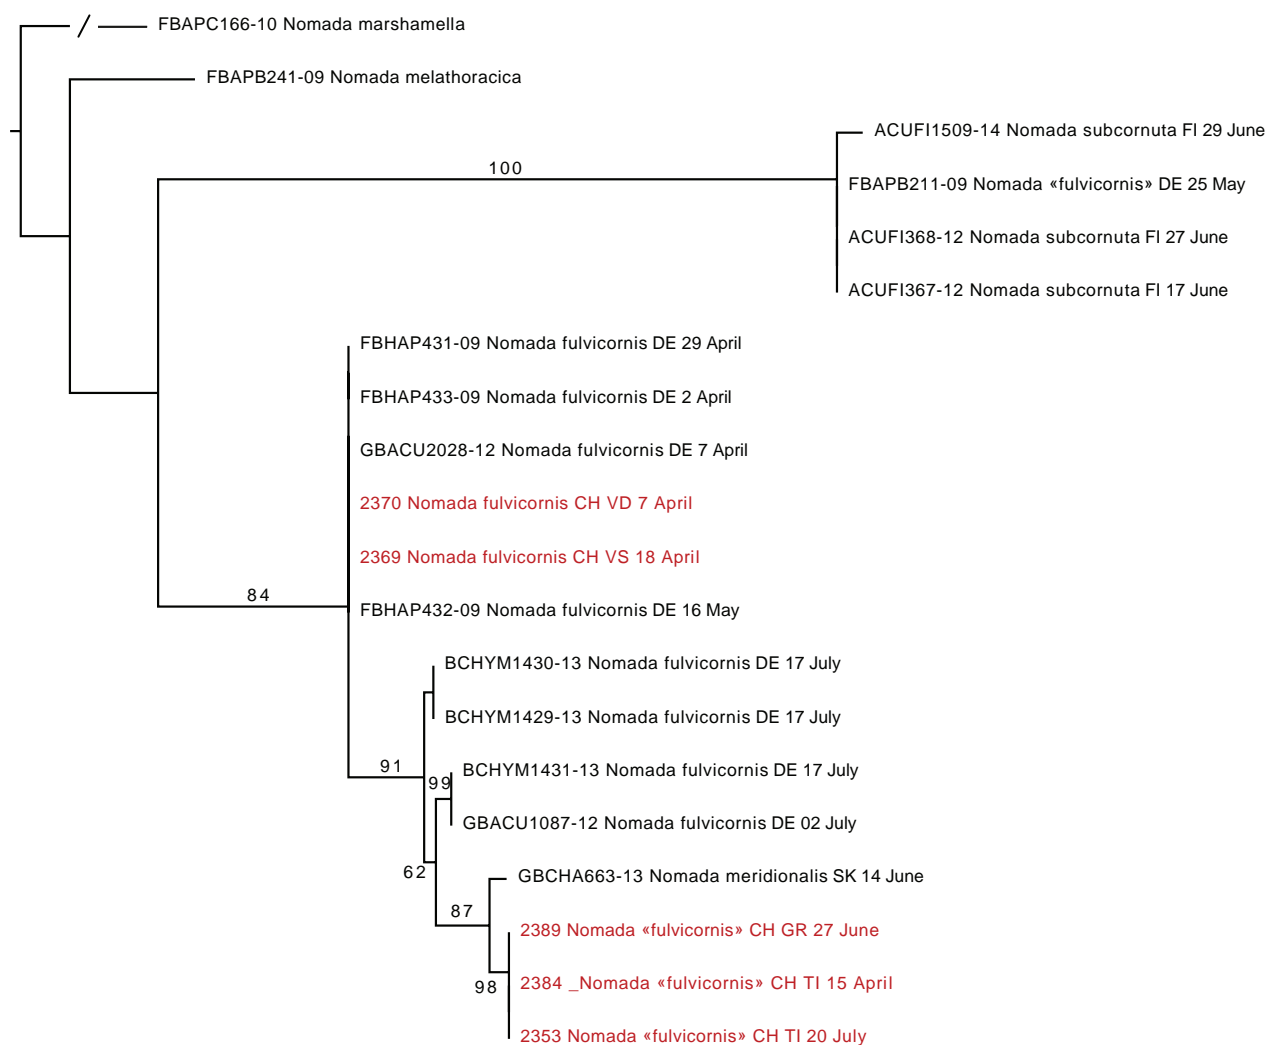 FBAPC166-10 Nomada marshamella
FBAPB241-09 Nomada melathoracica
ACUFI1509-14 Nomada subcornuta FI 29 June
100
FBAPB211-09 Nomada «fulvicornis» DE 25 May
ACUFI368-12 Nomada subcornuta FI 27 June
ACUFI367-12 Nomada subcornuta FI 17 June
FBHAP431-09 Nomada fulvicornis DE 29 April
FBHAP433-09 Nomada fulvicornis DE 2 April
GBACU2028-12 Nomada fulvicornis DE 7 April
2370 Nomada fulvicornis CH VD 7 April
2369 Nomada fulvicornis CH VS 18 April
84
FBHAP432-09 Nomada fulvicornis DE 16 May
BCHYM1430-13 Nomada fulvicornis DE 17 July
BCHYM1429-13 Nomada fulvicornis DE 17 July
91
BCHYM1431-13 Nomada fulvicornis DE 17 July
99
GBACU1087-12 Nomada fulvicornis DE 02 July
62
GBCHA663-13 Nomada meridionalis SK 14 June
87
2389 Nomada «fulvicornis» CH GR 27 June
2384 _Nomada «fulvicornis» CH TI 15 April
98
2353 Nomada «fulvicornis» CH TI 20 July